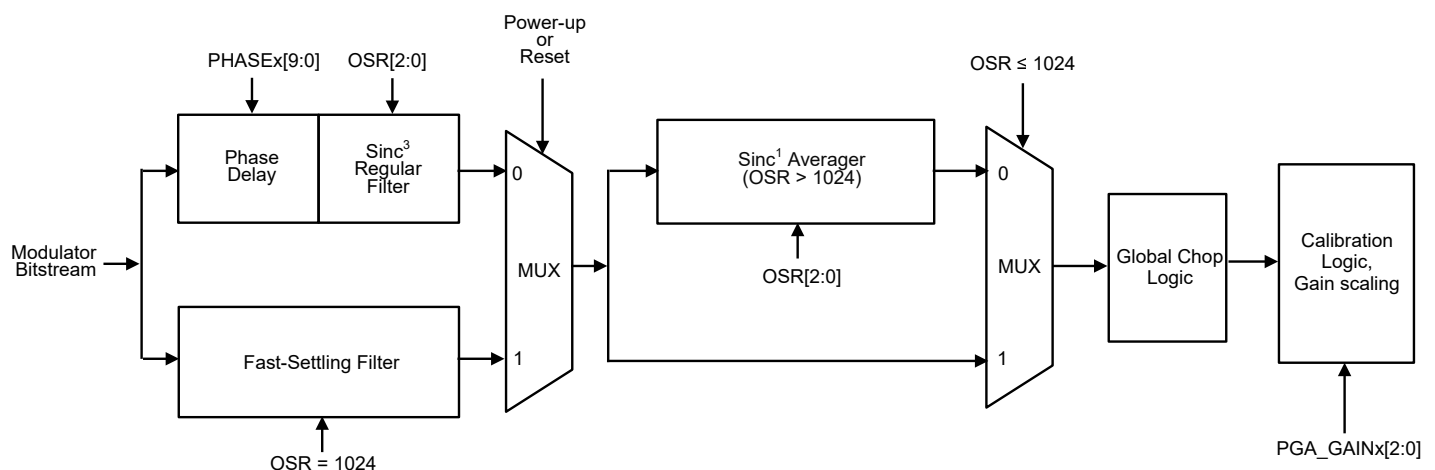 Power-up
or
Reset
PHASEx[9:0]
OSR[2:0]
OSR ≤ 1024
Phase
Delay
Sinc³
Regular
Filter
0
Sinc¹ Averager
(OSR > 1024)
0
Modulator
Bitstream
MUX
OSR[2:0]
MUX
Global Chop
Logic
Calibration
Logic,
Gain scaling
Fast-Settling Filter
1
1
OSR = 1024
PGA_GAINx[2:0]